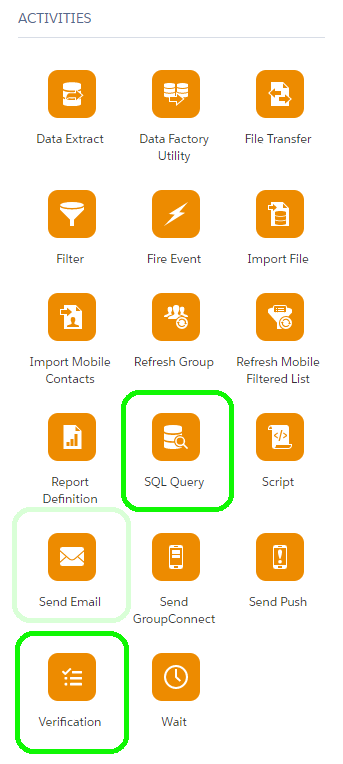 ACTIVITIES
Data Extract
Data Factory
Utility
File Transfer
Filter
Fire Event
Import File
Import Mobile
Contacts
Refresh Group
Refresh Mobile
Filtered List
Report
Definition
SQL Query
Script
Send Email
Send
GroupConnect
Send Push
Verification
Wait